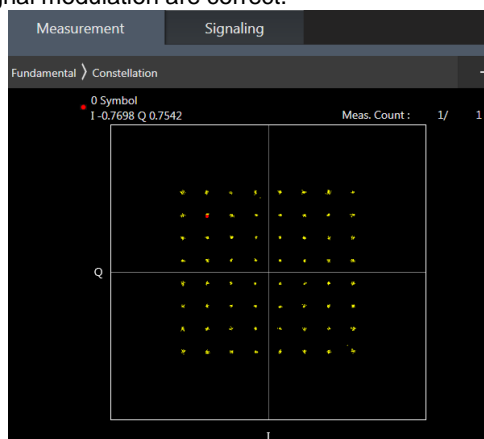 gnal modulation are correct.
Measurement Signaling
Fundamental 〉 Constellation
0 Symbol
I -0.7698 Q 0.7542 Meas. Count : 1/ 1
Q
I